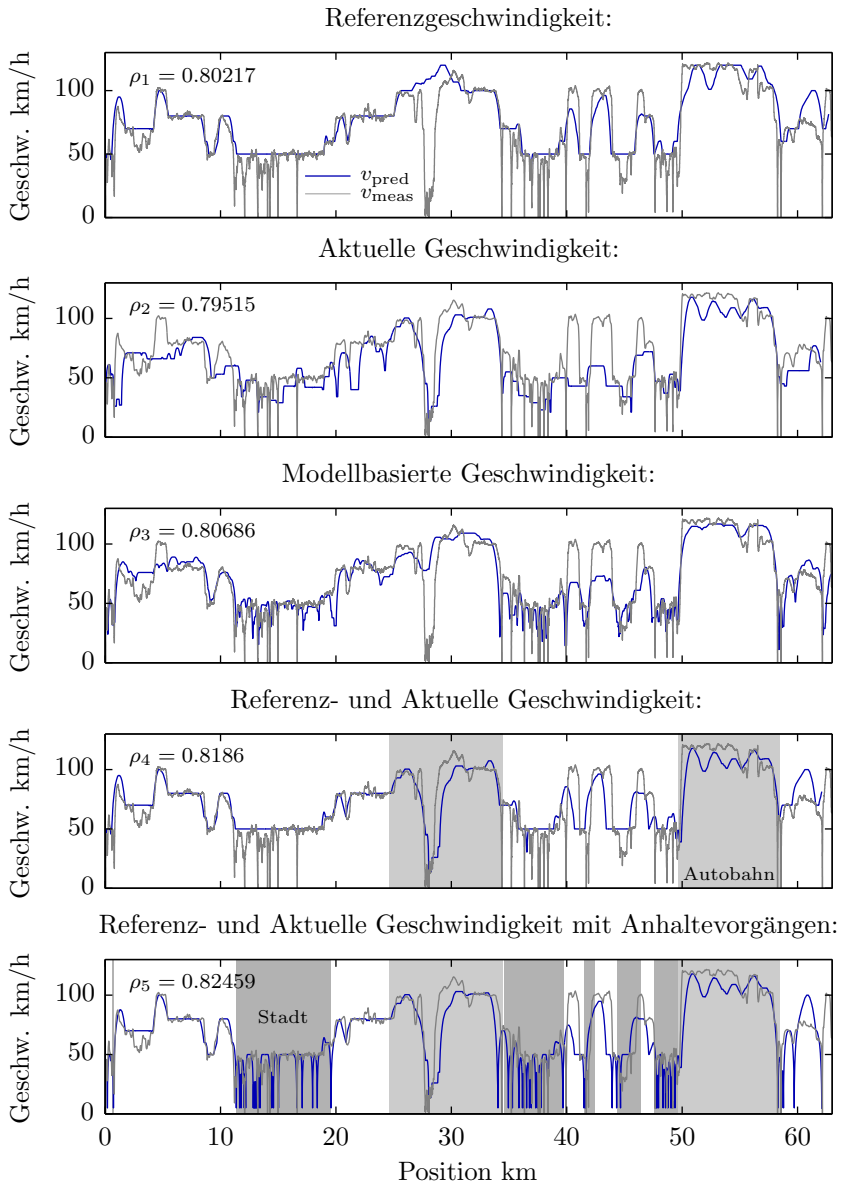 Referenzgeschwindigkeit:
Geschw. km/h
100
50
0
ρ1 = 0.80217
vpred
vmeas
Aktuelle Geschwindigkeit:
Geschw. km/h
100
50
0
ρ2 = 0.79515
Modellbasierte Geschwindigkeit:
Geschw. km/h
100
50
0
ρ3 = 0.80686
Referenz- und Aktuelle Geschwindigkeit:
Geschw. km/h
100
50
0
ρ4 = 0.8186
Autobahn
Referenz- und Aktuelle Geschwindigkeit mit Anhaltevorgängen:
Geschw. km/h
100
50
0
ρ5 = 0.82459
Stadt
0 10 20 30 40 50 60
Position km